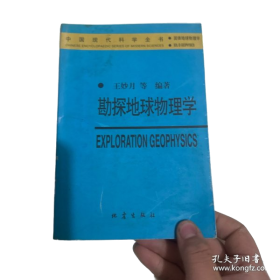 中国现代科学全书
王妙月 等 编著
勘探地球物理学
EXPLORATION GEOPHYSICS
地震出版社
孔夫子旧书